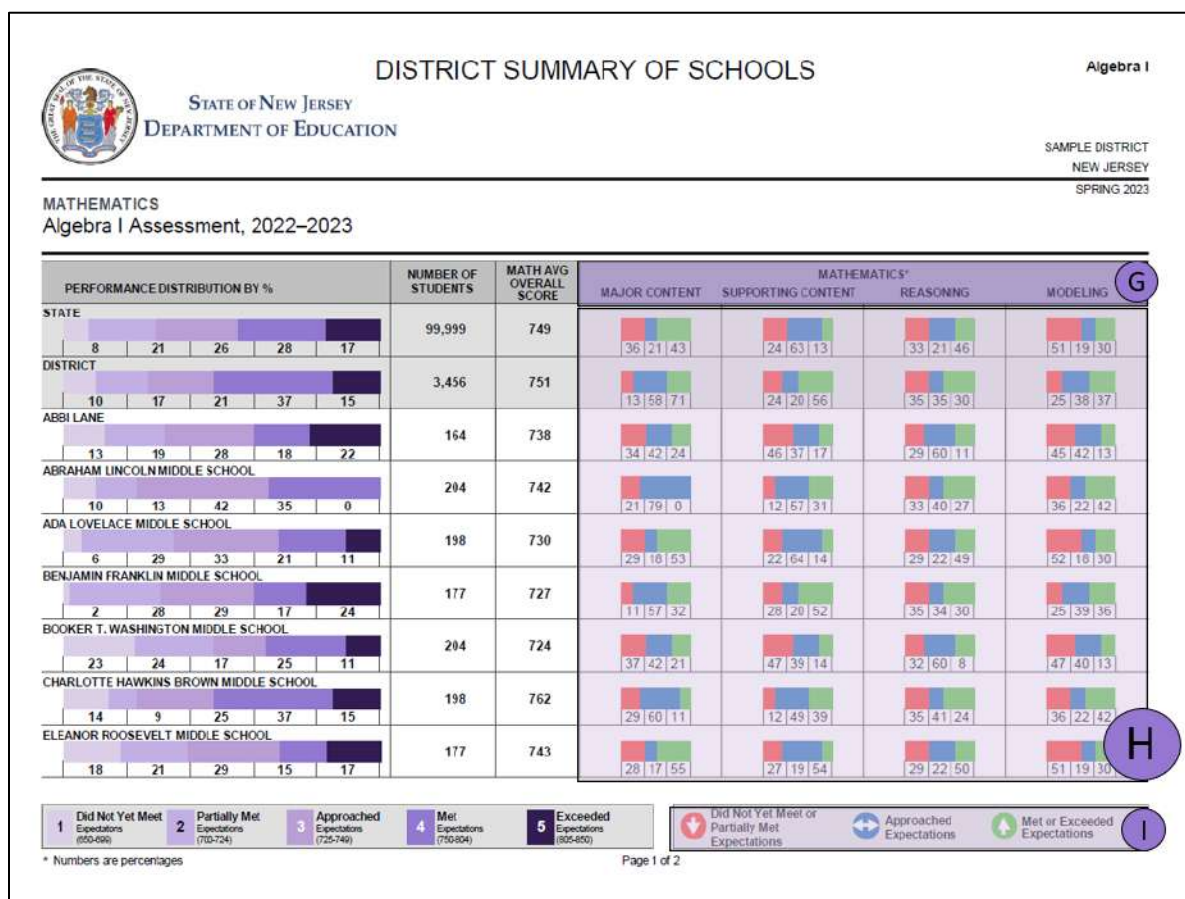 DISTRICT SUMMARY OF SCHOOLS
Algebra I
STATE OF NEW JERSEY
DEPARTMENT OF EDUCATION
SAMPLE DISTRICT
NEW JERSEY
SPRING 2023
MATHEMATICS
Algebra I Assessment, 2022–2023
PERFORMANCE DISTRIBUTION BY %
NUMBER OF STUDENTS
MATH AVG OVERALL SCORE
MATHEMATICS*
MAJOR CONTENT SUPPORTING CONTENT REASONING MODELING
G
STATE
8 21 26 28 17 99,999 749 36 21 43 24 63 13 33 21 46 51 19 30
DISTRICT
10 17 21 37 15 3,456 751 13 58 71 24 20 56 35 35 30 25 38 37
ABBI LANE
13 19 28 18 22 164 738 34 42 24 46 37 17 29 60 11 45 42 13
ABRAHAM LINCOLN MIDDLE SCHOOL
10 13 42 35 0 204 742 21 79 0 12 57 31 33 40 27 36 22 42
ADA LOVELACE MIDDLE SCHOOL
6 29 33 21 11 198 730 29 18 53 22 64 14 29 22 49 52 18 30
BENJAMIN FRANKLIN MIDDLE SCHOOL
2 28 29 17 24 177 727 11 57 32 28 20 52 35 34 30 25 39 36
BOOKER T. WASHINGTON MIDDLE SCHOOL
23 24 17 25 11 204 724 37 42 21 47 39 14 32 60 8 47 40 13
CHARLOTTE HAWKINS BROWN MIDDLE SCHOOL
14 9 25 37 15 198 762 29 60 11 12 49 39 35 41 24 36 22 42
ELEANOR ROOSEVELT MIDDLE SCHOOL
18 21 29 15 17 177 743 28 17 55 27 19 54 29 22 50 51 19 30
H
1 Did Not Yet Meet Expectations (650-699)
2 Partially Met Expectations (700-724)
3 Approached Expectations (725-749)
4 Met Expectations (750-804)
5 Exceeded Expectations (805-850)
Did Not Yet Meet or Partially Met Expectations
Approached Expectations
Met or Exceeded Expectations
I
* Numbers are percentages
Page 1 of 2